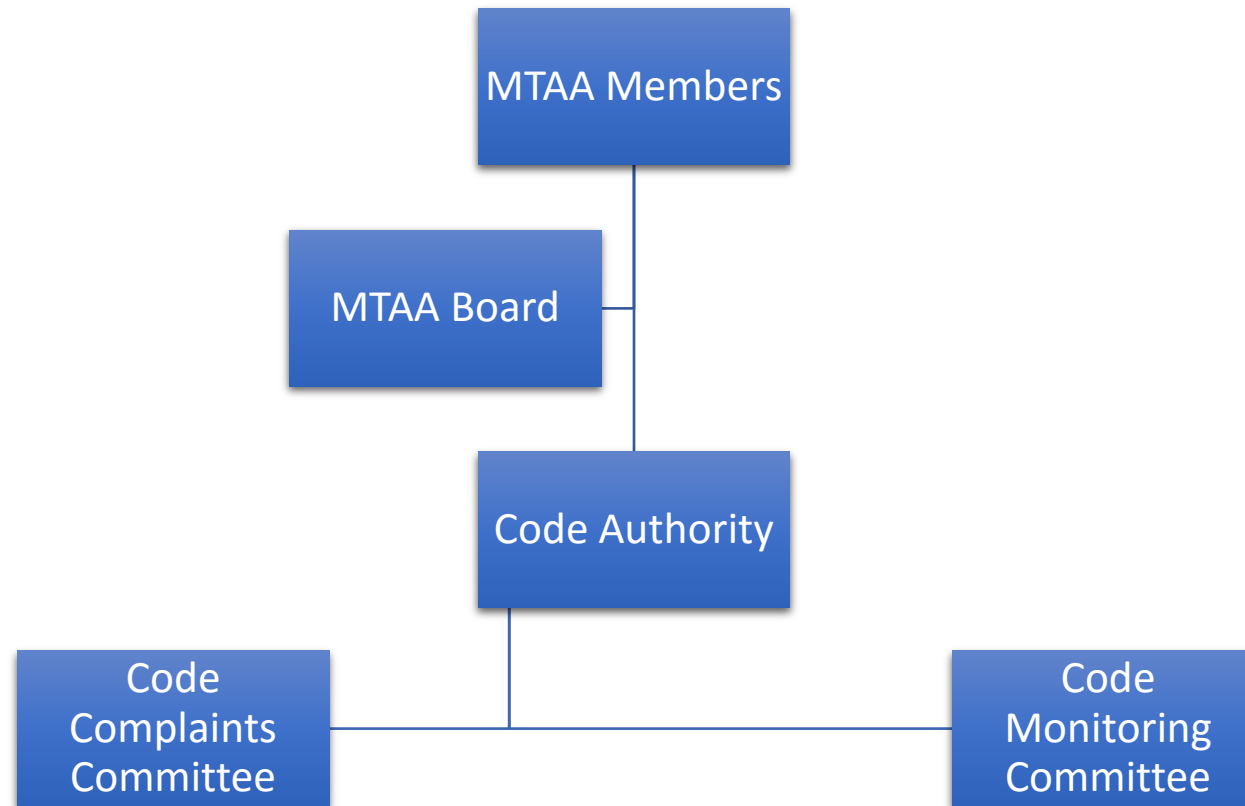 MTAA Members
MTAA Board
Code Authority
Code
Complaints
Committee
Code
Monitoring
Committee